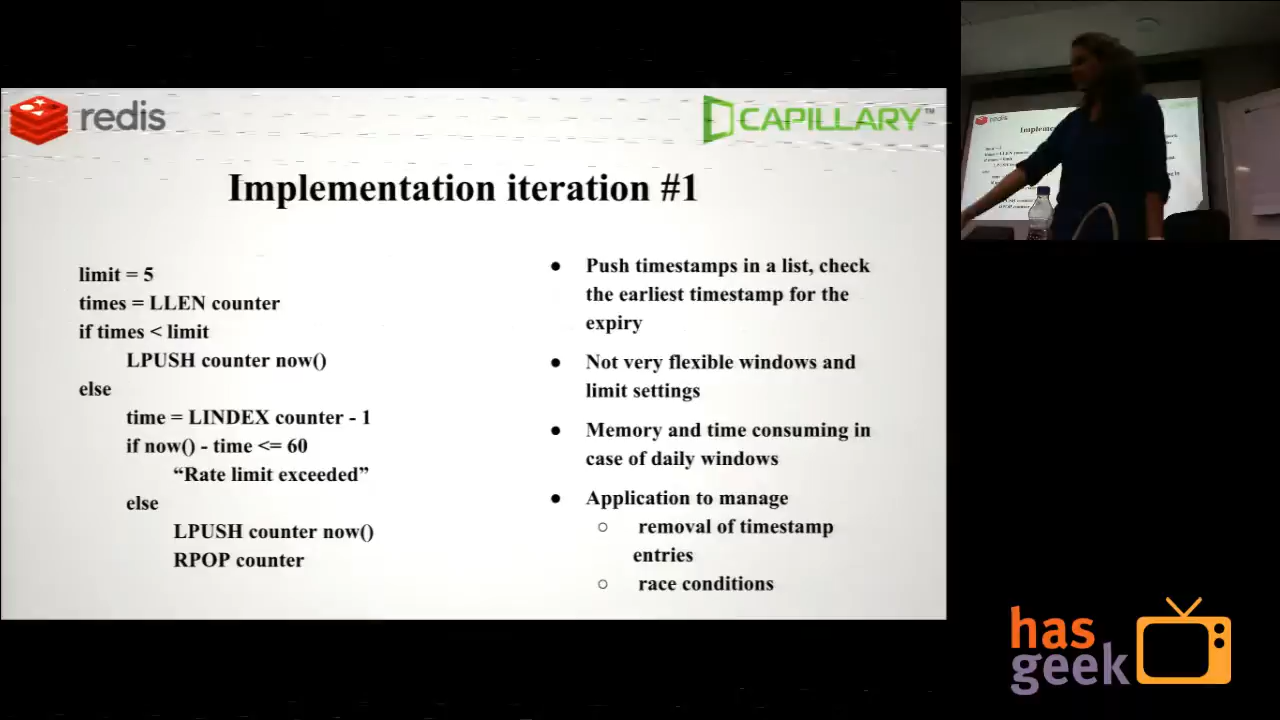 redis
CAPILLARY™
Implementation iteration #1
limit = 5
times = LLEN counter
if times < limit
LPUSH counter now()
else
time = LINDEX counter - 1
if now() - time <= 60
“Rate limit exceeded”
else
LPUSH counter now()
RPOP counter
● Push timestamps in a list, check
the earliest timestamp for the
expiry
● Not very flexible windows and
limit settings
● Memory and time consuming in
case of daily windows
● Application to manage
○ removal of timestamp
entries
○ race conditions
redis
has
geek